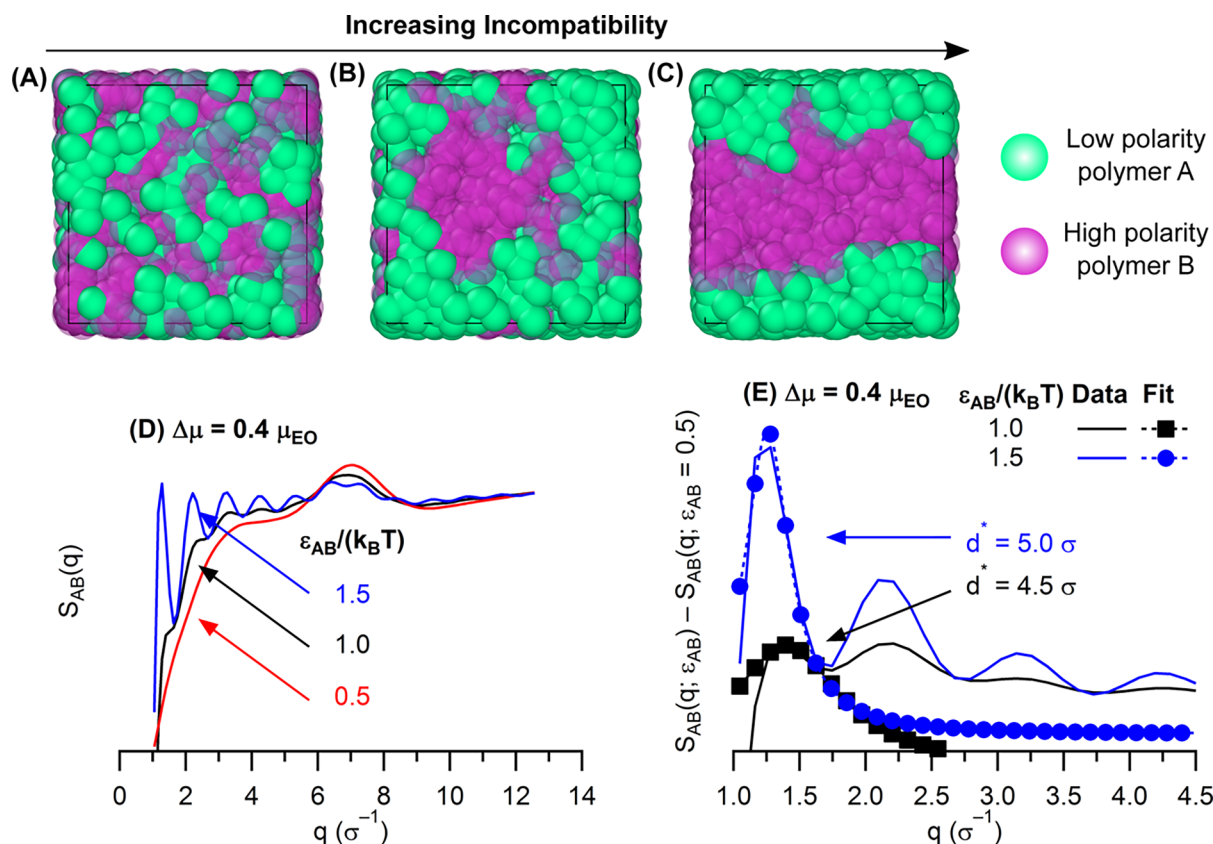 Increasing Incompatibility
(A)
(B)
(C)
Low polarity
polymer A
High polarity
polymer B
(D) Δμ = 0.4 μEO
SAB(q)
εAB/(kBT)
1.5
1.0
0.5
0
2
4
6
8
10
12
14
q (σ⁻¹)
(E) Δμ = 0.4 μEO
εAB/(kBT) Data Fit
1.0
1.5
SAB(q; εAB) – SAB(q; εAB = 0.5)
d* = 5.0 σ
d* = 4.5 σ
1.0
1.5
2.0
2.5
3.0
3.5
4.0
4.5
q (σ⁻¹)